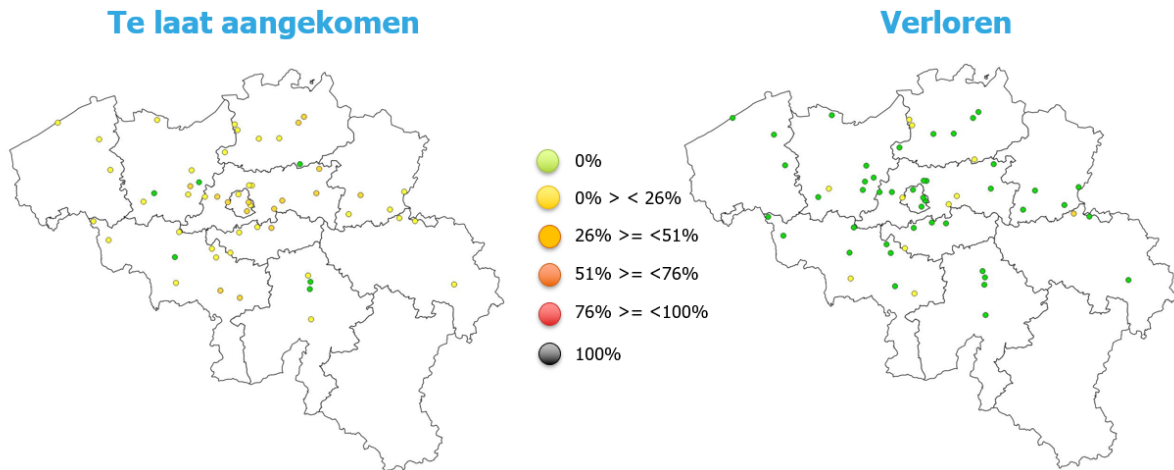 Te laat aangekomen
Verloren
0%
0% > < 26%
26% >= <51%
51% >= <76%
76% >= <100%
100%